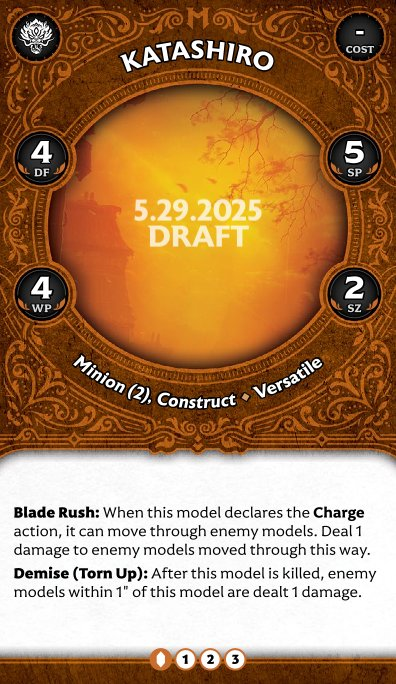 M
-
COST
KATASHIRO
4
DF
5
SP
5.29.2025
DRAFT
4
WP
2
SZ
Minion (2), Construct ♦ Versatile
Blade Rush: When this model declares the Charge
action, it can move through enemy models. Deal 1
damage to enemy models moved through this way.
Demise (Torn Up): After this model is killed, enemy
models within 1" of this model are dealt 1 damage.
1 2 3